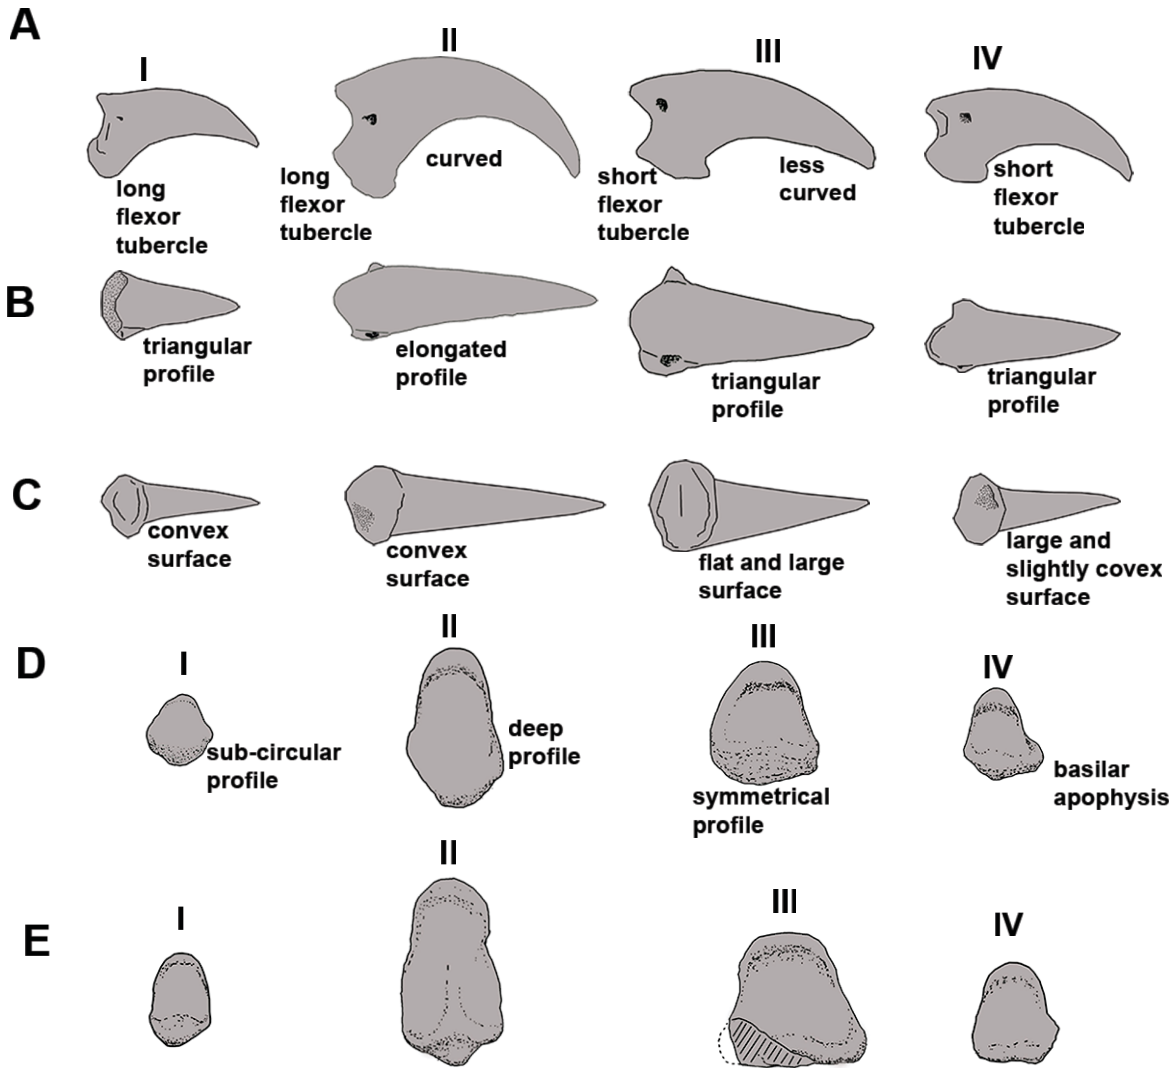 A
I
II
III
IV
long
flexor
tubercle
long
flexor
tubercle
curved
short
flexor
tubercle
less
curved
short
flexor
tubercle
B
triangular
profile
elongated
profile
triangular
profile
triangular
profile
C
convex
surface
convex
surface
flat and large
surface
large and
slightly covex
surface
D
I
II
III
IV
sub-circular
profile
deep
profile
symmetrical
profile
basilar
apophysis
E
I
II
III
IV